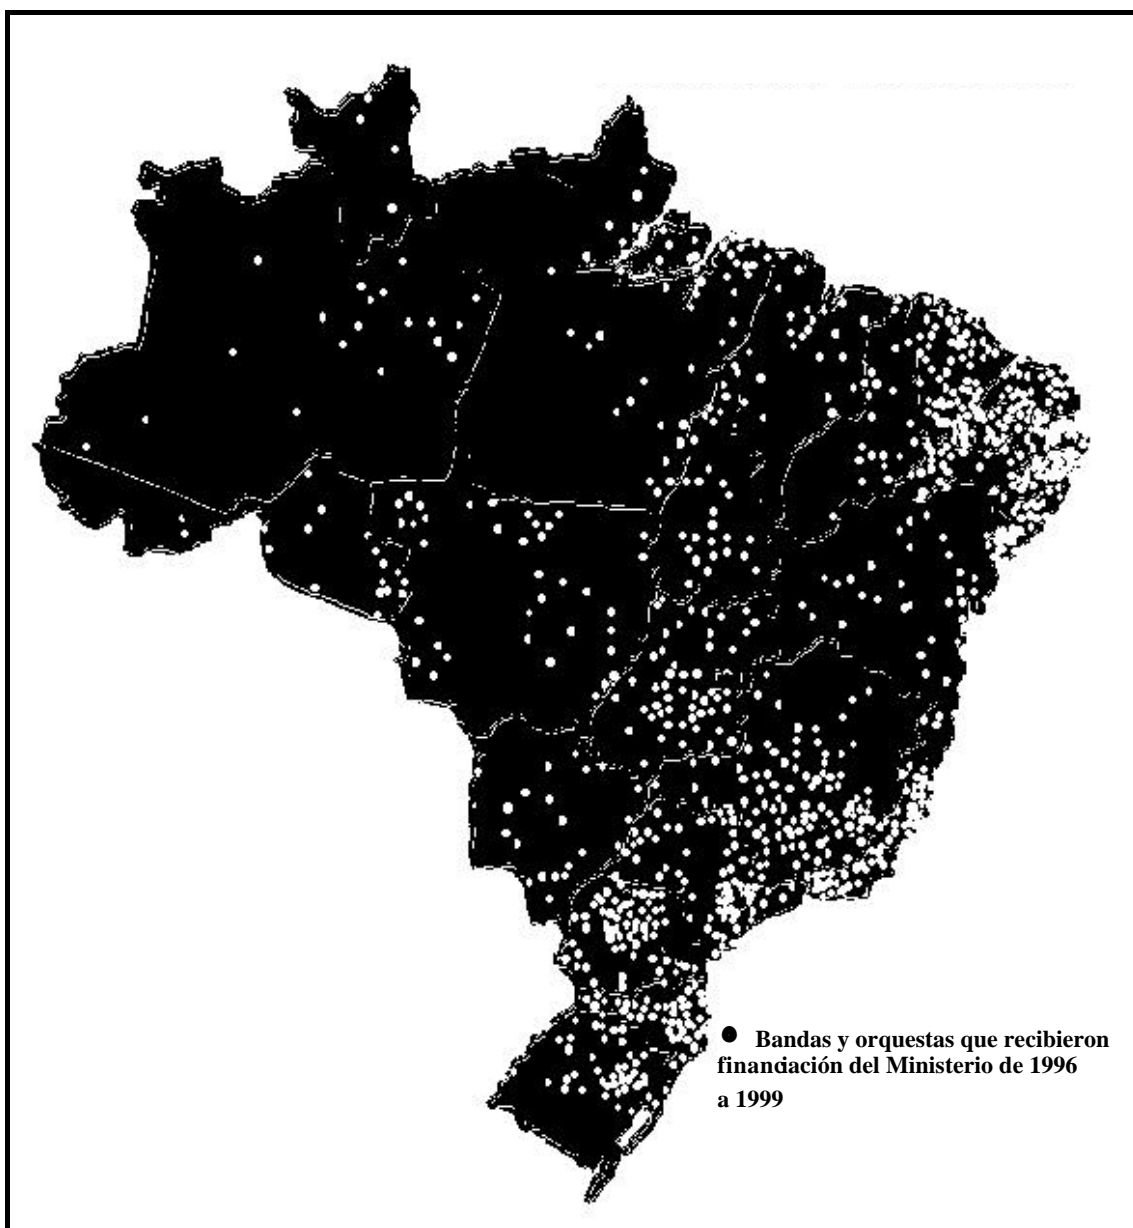 Bandas y orquestas que recibieron
financiación del Ministerio de 1996
a 1999